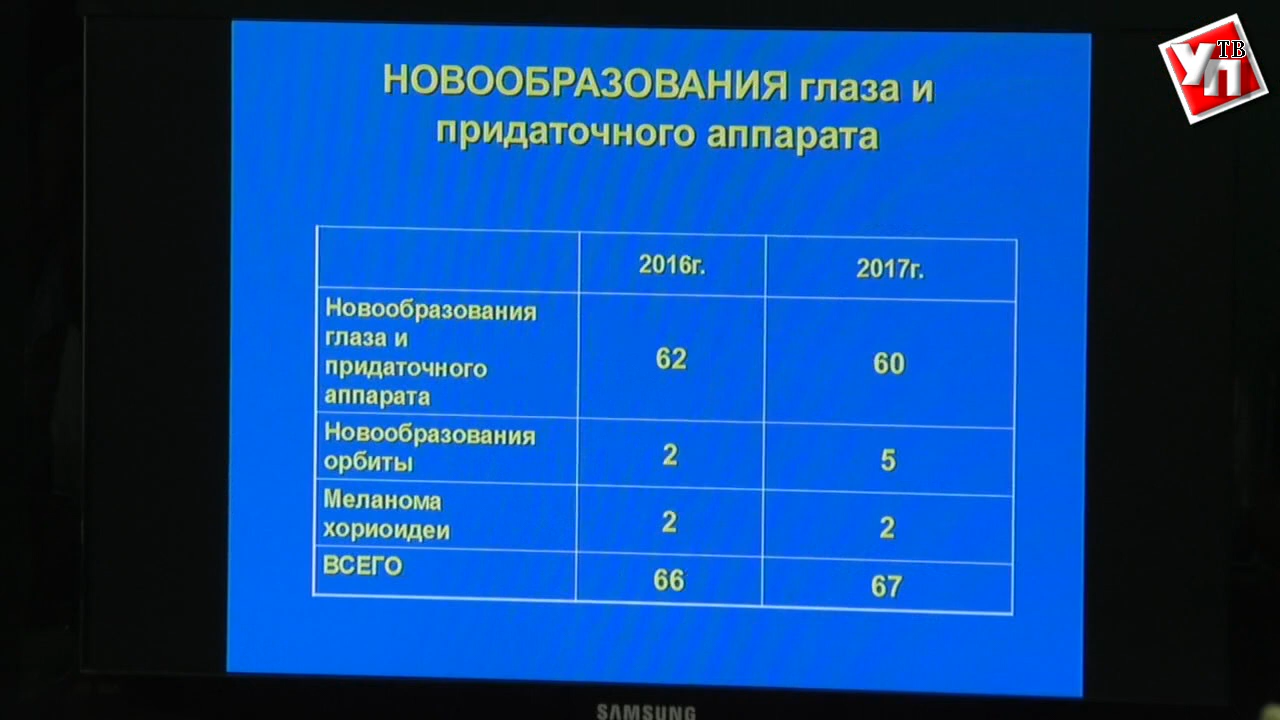 УП ТВ
НОВООБРАЗОВАНИЯ глаза и
придаточного аппарата
2016г. 2017г.
Новообразования
глаза и
придаточного
аппарата
62 60
Новообразования
орбиты
2 5
Меланома
хориоидеи
2 2
ВСЕГО 66 67
SAMSUNG